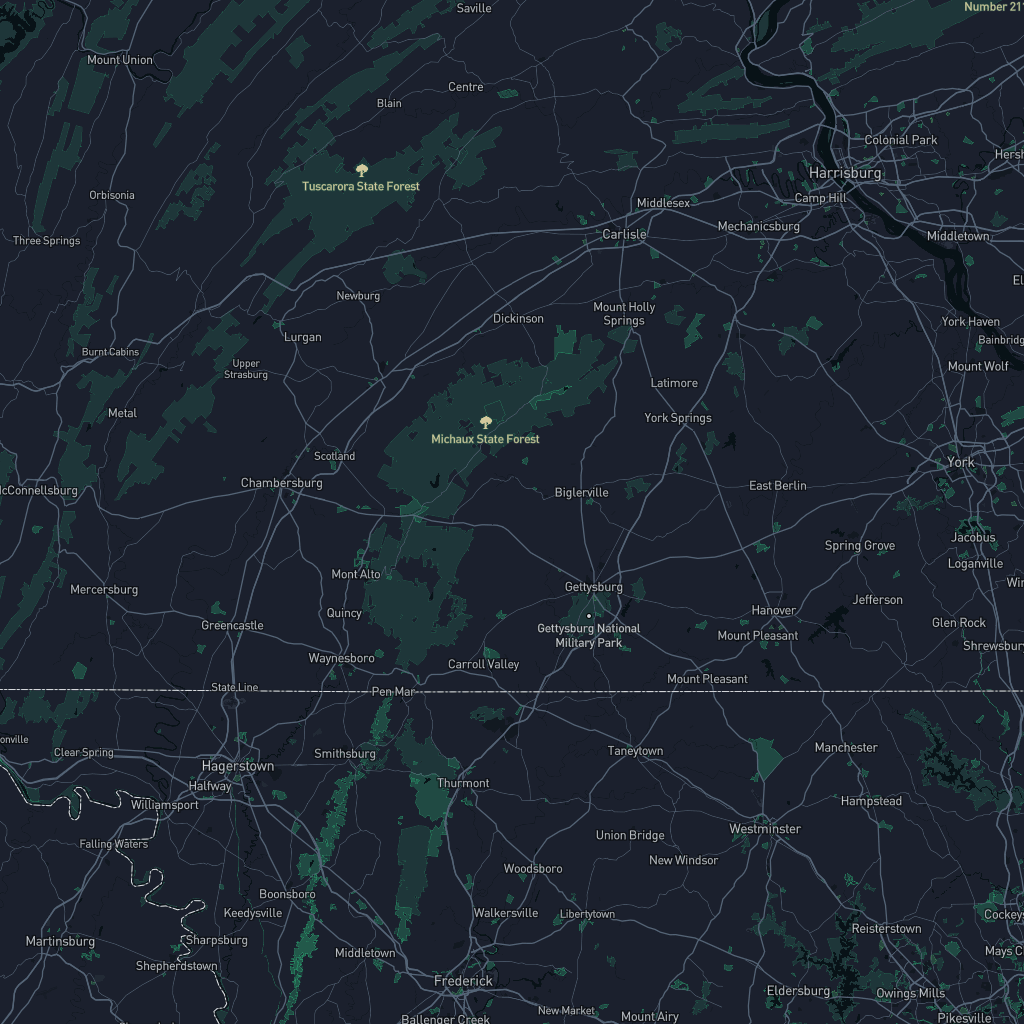 Saville
Number 21
Mount Union
Centre
Blain
Colonial Park
Harrisburg
Tuscarora State Forest
Orbisonia
Camp Hill
Middlesex
Mechanicsburg
Carlisle
Middletown
Three Springs
Newburg
Mount Holly
Springs
Dickinson
York Haven
Lurgan
Bainbridg
Burnt Cabins
Upper
Strasburg
Mount Wolf
Latimore
Metal
York Springs
Michaux State Forest
Scotland
York
Chambersburg
McConnellsburg
Biglerville
East Berlin
Jacobus
Spring Grove
Loganville
Mont Alto
Mercersburg
Gettysburg
Jefferson
Quincy
Hanover
Glen Rock
Greencastle
Gettysburg National
Military Park
Mount Pleasant
Shrewsbury
Waynesboro
Carroll Valley
Mount Pleasant
State Line
Pen Mar
onville
Clear Spring
Smithsburg
Taneytown
Manchester
Hagerstown
Halfway
Thurmont
Williamsport
Hampstead
Westminster
Union Bridge
Falling Waters
New Windsor
Woodsboro
Boonsboro
Keedysville
Walkersville
Libertytown
Reisterstown
Martinsburg
Sharpsburg
Middletown
Shepherdstown
Frederick
Eldersburg
Owings Mills
New Market
Mount Airy
Ballenger Creek
Pikesville